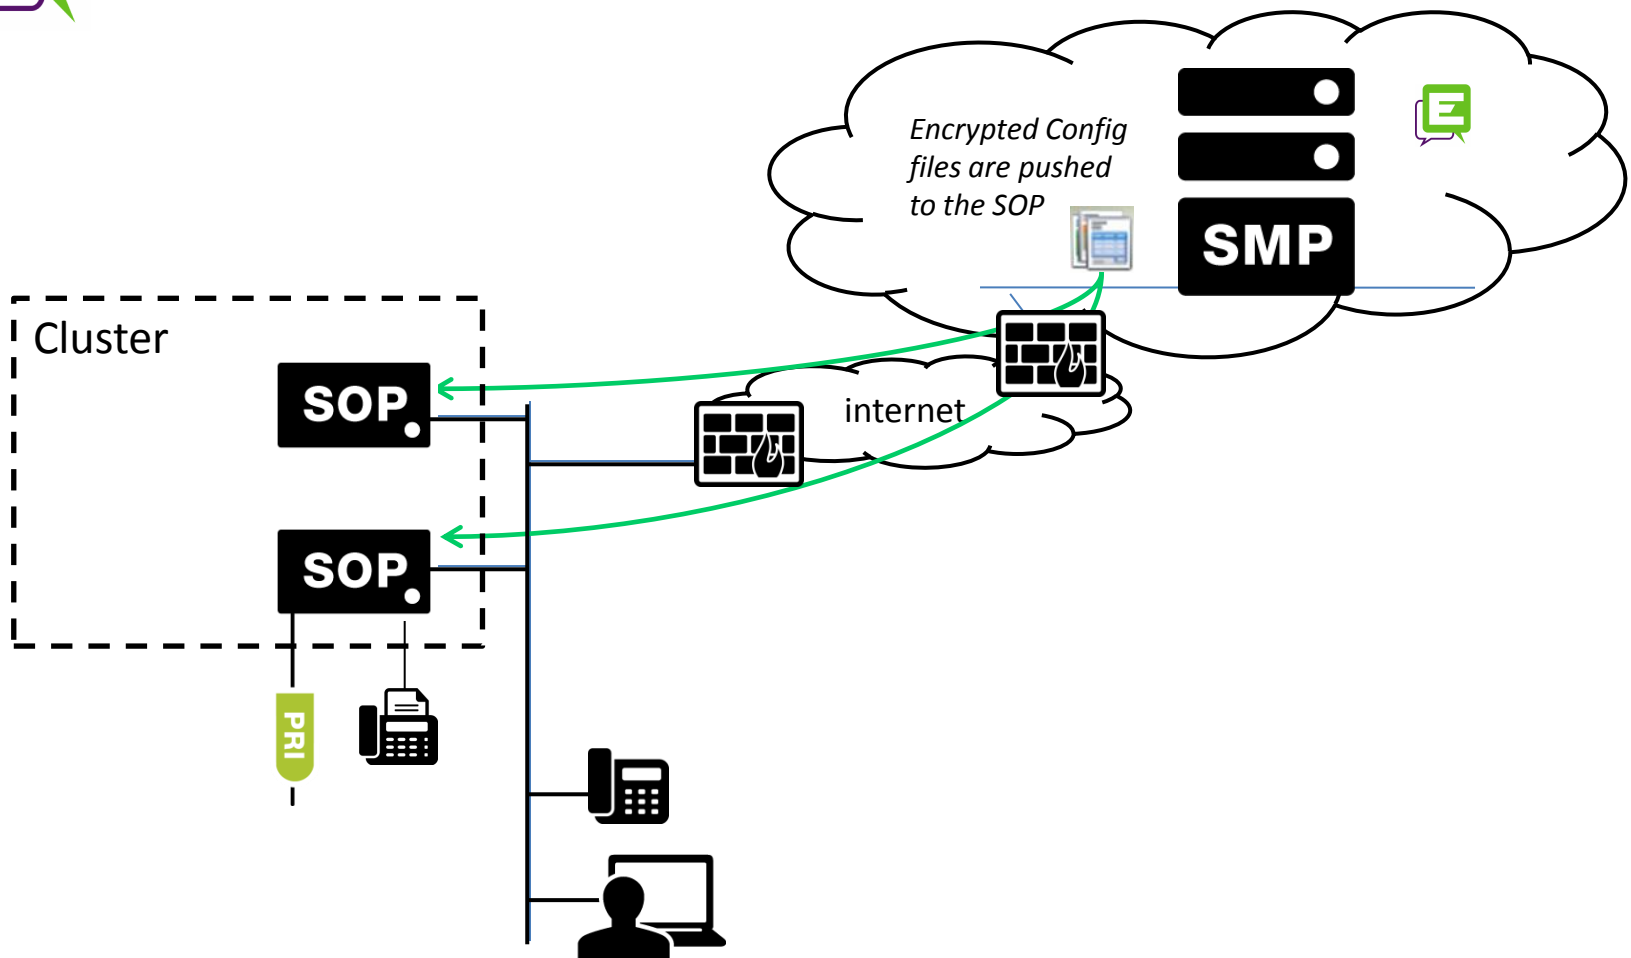 Encrypted Config
files are pushed
to the SOP
E
SMP
Cluster
SOP
internet
SOP
PRI